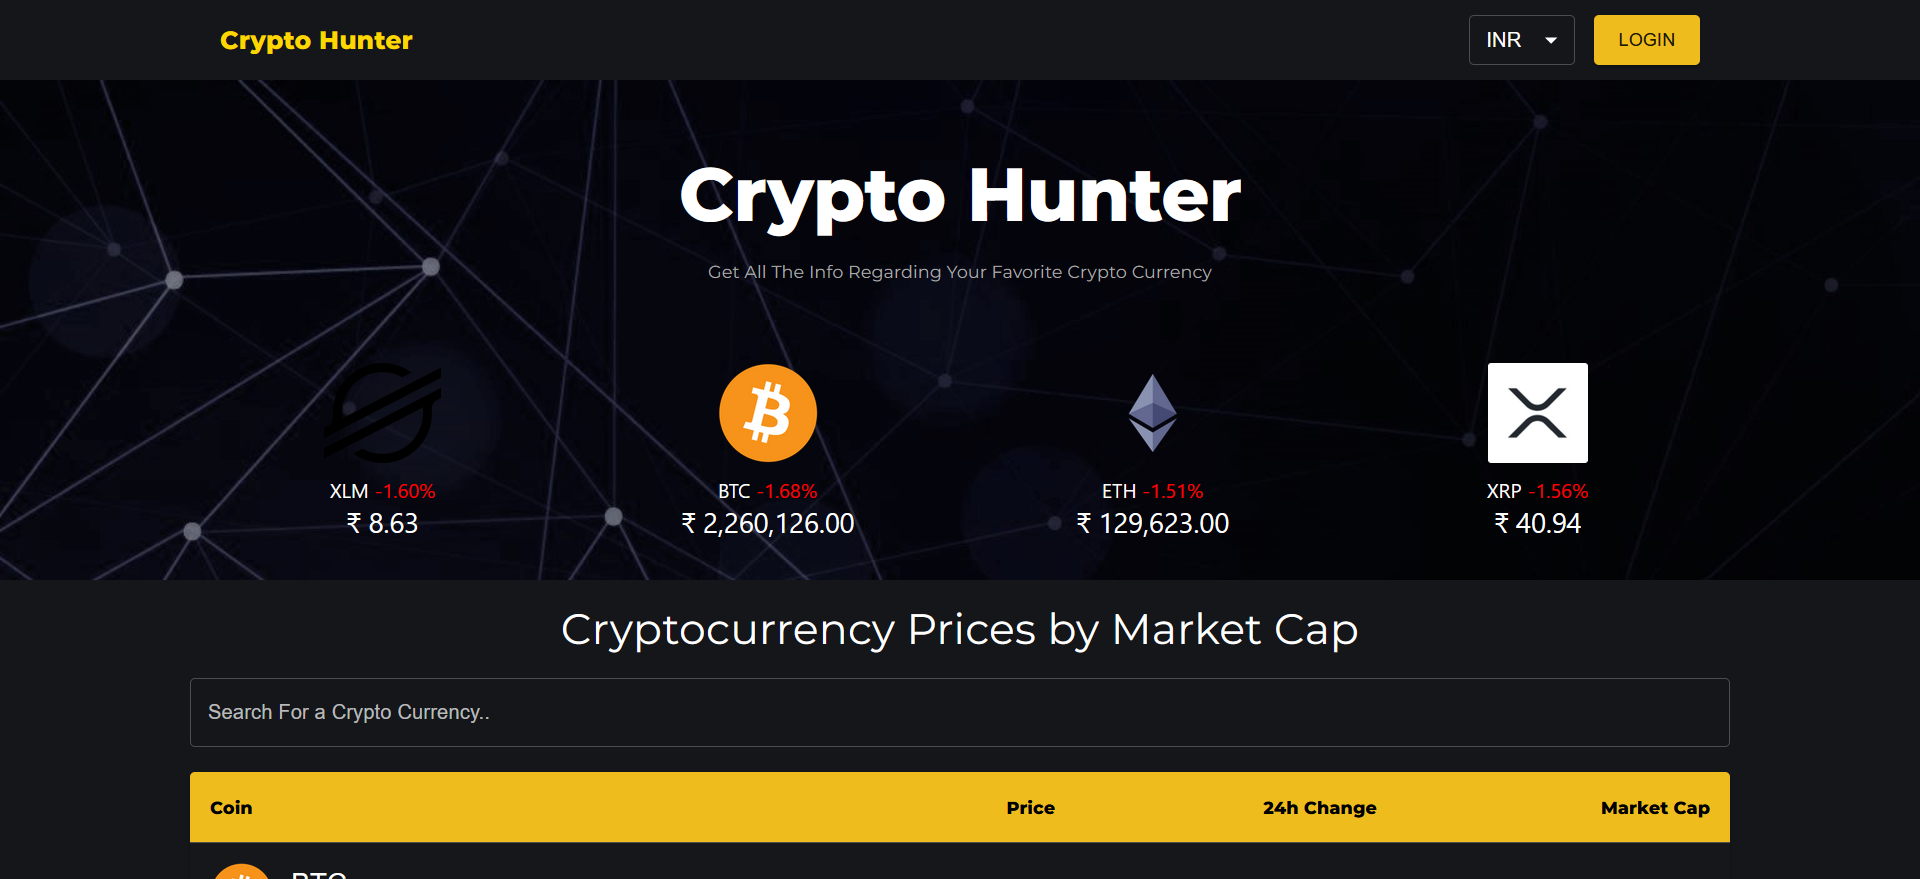 Crypto Hunter
INR
LOGIN
Crypto Hunter
Get All The Info Regarding Your Favorite Crypto Currency
XLM -1.60%
₹ 8.63
BTC -1.68%
₹ 2,260,126.00
ETH -1.51%
₹ 129,623.00
XRP -1.56%
₹ 40.94
Cryptocurrency Prices by Market Cap
Search For a Crypto Currency..
Coin Price 24h Change Market Cap
BTC